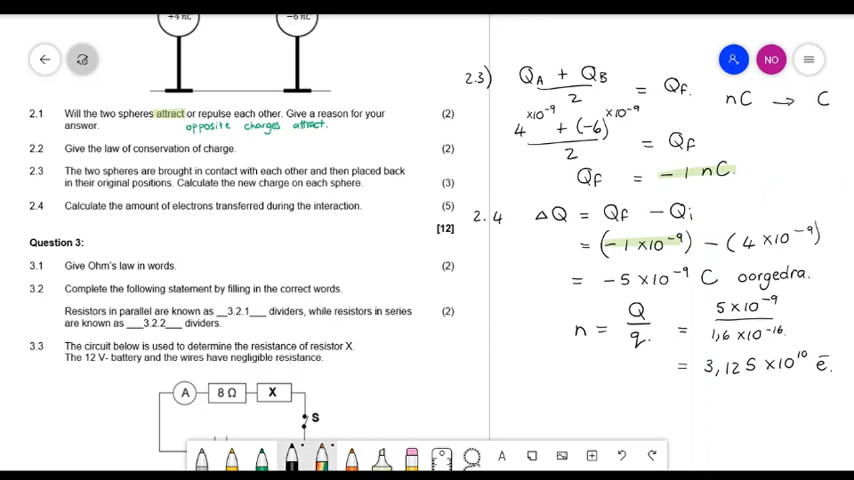 +4 nC
−6 nC
2.1 Will the two spheres attract or repulse each other. Give a reason for your (2)
answer. opposite charges attract.
2.2 Give the law of conservation of charge. (2)
2.3 The two spheres are brought in contact with each other and then placed back
in their original positions. Calculate the new charge on each sphere. (3)
2.4 Calculate the amount of electrons transferred during the interaction. (5)
[12]
Question 3:
3.1 Give Ohm's law in words. (2)
3.2 Complete the following statement by filling in the correct words.
Resistors in parallel are known as __3.2.1___ dividers, while resistors in series (2)
are known as ___3.2.2___ dividers.
3.3 The circuit below is used to determine the resistance of resistor X.
The 12 V- battery and the wires have negligible resistance.
A
8 Ω
X
S
2.3) QA + QB / 2 = Qf.
nC → C
4 ×10⁻⁹ + (-6) ×10⁻⁹ / 2 = Qf
Qf = -1 nC.
2.4 ΔQ = Qf − Qi
= (-1 ×10⁻⁹) − (4 ×10⁻⁹)
= -5 ×10⁻⁹ C oorgedra.
n = Q / q. = 5 ×10⁻⁹ / 1,6 ×10⁻¹⁶.
= 3,125 ×10¹⁰ ē.
NO
A